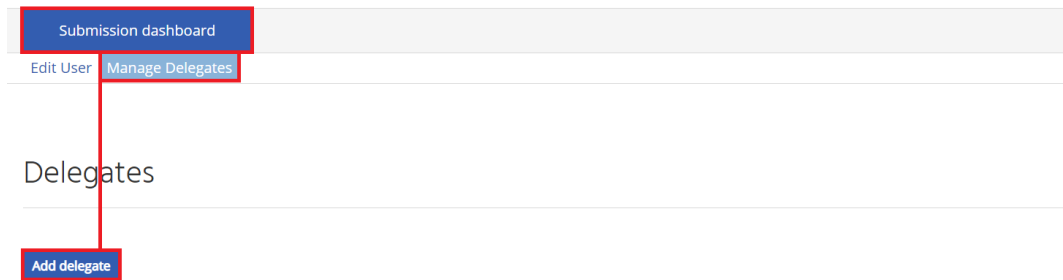 Submission dashboard
Edit User Manage Delegates
Delegates
Add delegate